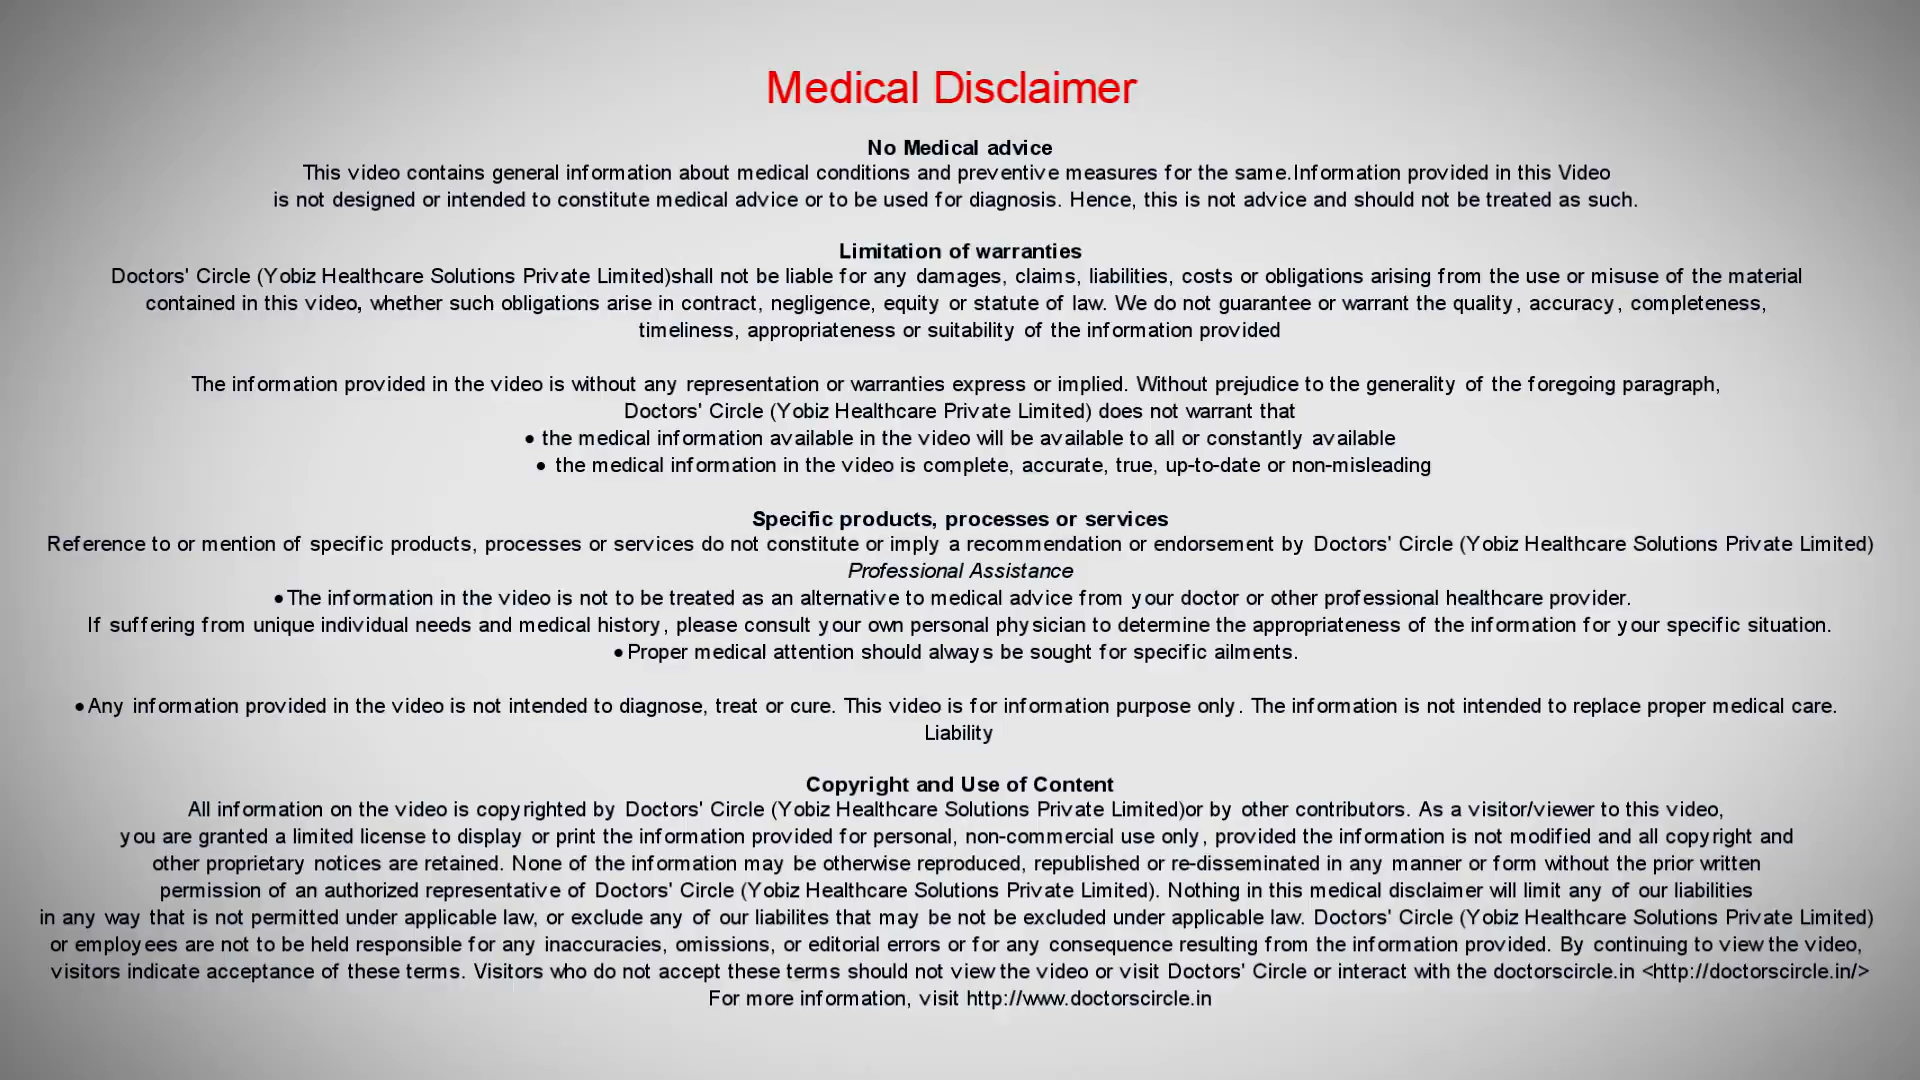 Medical Disclaimer
No Medical advice
This video contains general information about medical conditions and preventive measures for the same.Information provided in this Video
is not designed or intended to constitute medical advice or to be used for diagnosis. Hence, this is not advice and should not be treated as such.
Limitation of warranties
Doctors' Circle (Yobiz Healthcare Solutions Private Limited)shall not be liable for any damages, claims, liabilities, costs or obligations arising from the use or misuse of the material
contained in this video, whether such obligations arise in contract, negligence, equity or statute of law. We do not guarantee or warrant the quality, accuracy, completeness,
timeliness, appropriateness or suitability of the information provided
The information provided in the video is without any representation or warranties express or implied. Without prejudice to the generality of the foregoing paragraph,
Doctors' Circle (Yobiz Healthcare Private Limited) does not warrant that
• the medical information available in the video will be available to all or constantly available
• the medical information in the video is complete, accurate, true, up-to-date or non-misleading
Specific products, processes or services
Reference to or mention of specific products, processes or services do not constitute or imply a recommendation or endorsement by Doctors' Circle (Yobiz Healthcare Solutions Private Limited)
Professional Assistance
•The information in the video is not to be treated as an alternative to medical advice from your doctor or other professional healthcare provider.
If suffering from unique individual needs and medical history, please consult your own personal physician to determine the appropriateness of the information for your specific situation.
•Proper medical attention should always be sought for specific ailments.
•Any information provided in the video is not intended to diagnose, treat or cure. This video is for information purpose only. The information is not intended to replace proper medical care.
Liability
Copyright and Use of Content
All information on the video is copyrighted by Doctors' Circle (Yobiz Healthcare Solutions Private Limited)or by other contributors. As a visitor/viewer to this video,
you are granted a limited license to display or print the information provided for personal, non-commercial use only, provided the information is not modified and all copyright and
other proprietary notices are retained. None of the information may be otherwise reproduced, republished or re-disseminated in any manner or form without the prior written
permission of an authorized representative of Doctors' Circle (Yobiz Healthcare Solutions Private Limited). Nothing in this medical disclaimer will limit any of our liabilities
in any way that is not permitted under applicable law, or exclude any of our liabilites that may be not be excluded under applicable law. Doctors' Circle (Yobiz Healthcare Solutions Private Limited)
or employees are not to be held responsible for any inaccuracies, omissions, or editorial errors or for any consequence resulting from the information provided. By continuing to view the video,
visitors indicate acceptance of these terms. Visitors who do not accept these terms should not view the video or visit Doctors' Circle or interact with the doctorscircle.in <http://doctorscircle.in/>
For more information, visit http://www.doctorscircle.in